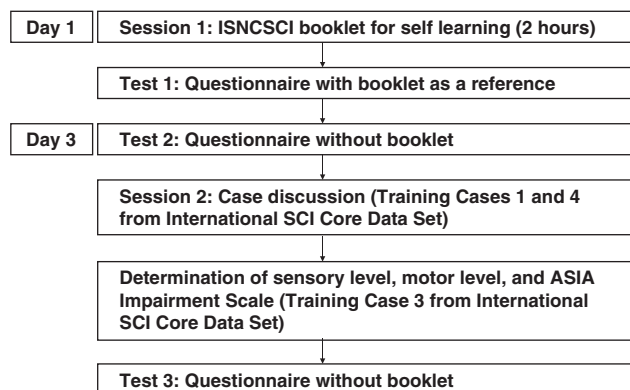 Day 1
Session 1: ISNCSCI booklet for self learning (2 hours)
Test 1: Questionnaire with booklet as a reference
Day 3
Test 2: Questionnaire without booklet
Session 2: Case discussion (Training Cases 1 and 4
from International SCI Core Data Set)
Determination of sensory level, motor level, and ASIA
Impairment Scale (Training Case 3 from International
SCI Core Data Set)
Test 3: Questionnaire without booklet